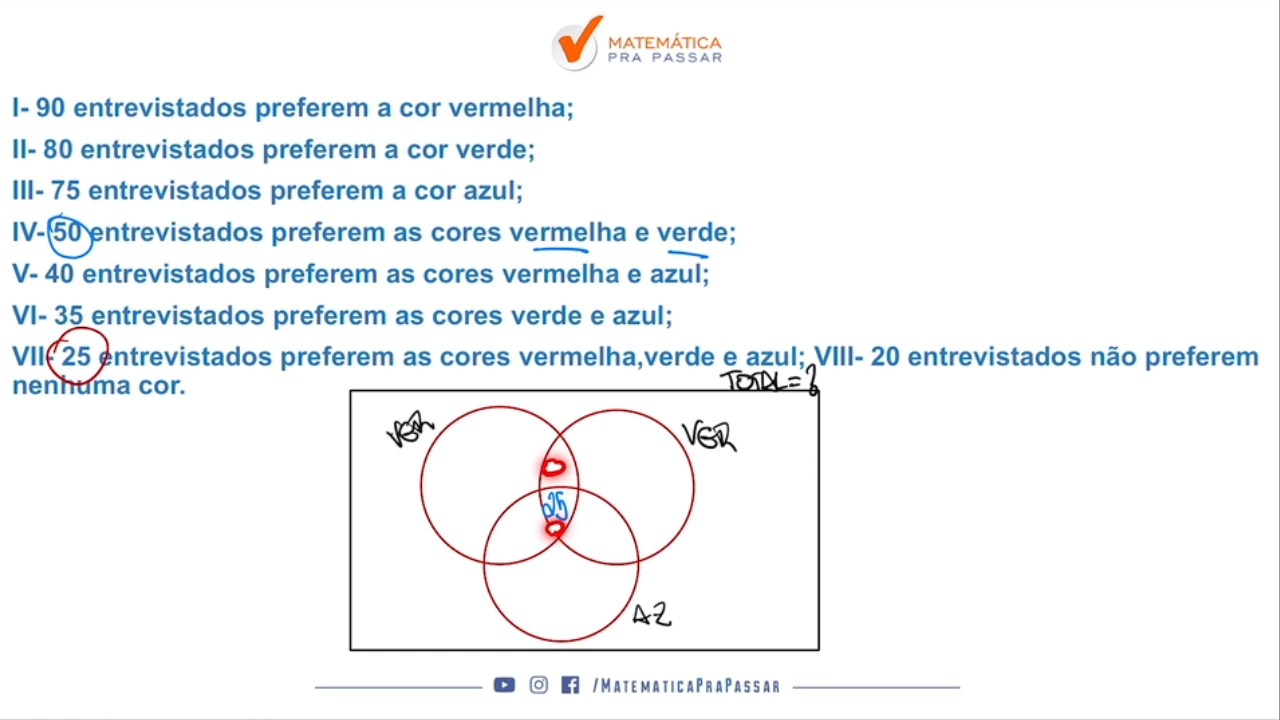 MATEMÁTICA
PRA PASSAR
I- 90 entrevistados preferem a cor vermelha;
II- 80 entrevistados preferem a cor verde;
III- 75 entrevistados preferem a cor azul;
IV- 50 entrevistados preferem as cores vermelha e verde;
V- 40 entrevistados preferem as cores vermelha e azul;
VI- 35 entrevistados preferem as cores verde e azul;
VII- 25 entrevistados preferem as cores vermelha,verde e azul; VIII- 20 entrevistados não preferem
nenhuma cor.
TOTAL=?
VER
VER
25
AZ
/MATEMATICAPRAPASSAR